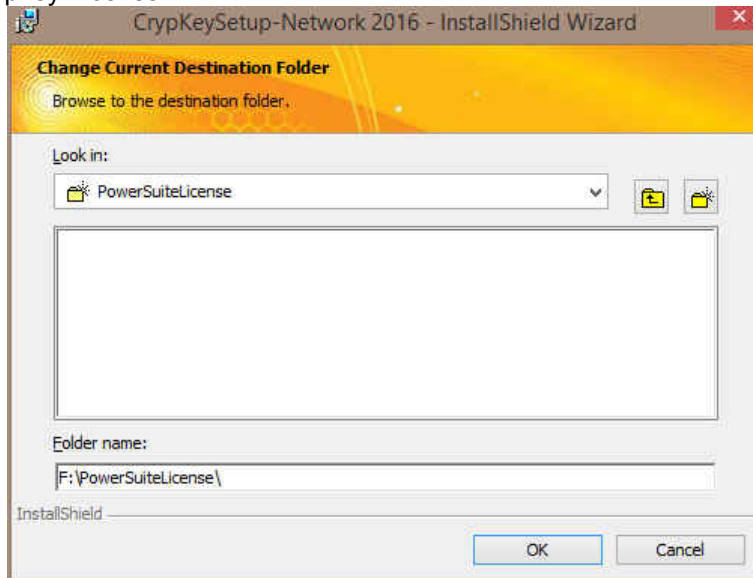 CrypKeySetup-Network 2016 - InstallShield Wizard
Change Current Destination Folder
Browse to the destination folder.
Look in:
PowerSuiteLicense
Folder name:
F:\PowerSuiteLicense\
InstallShield
OK Cancel